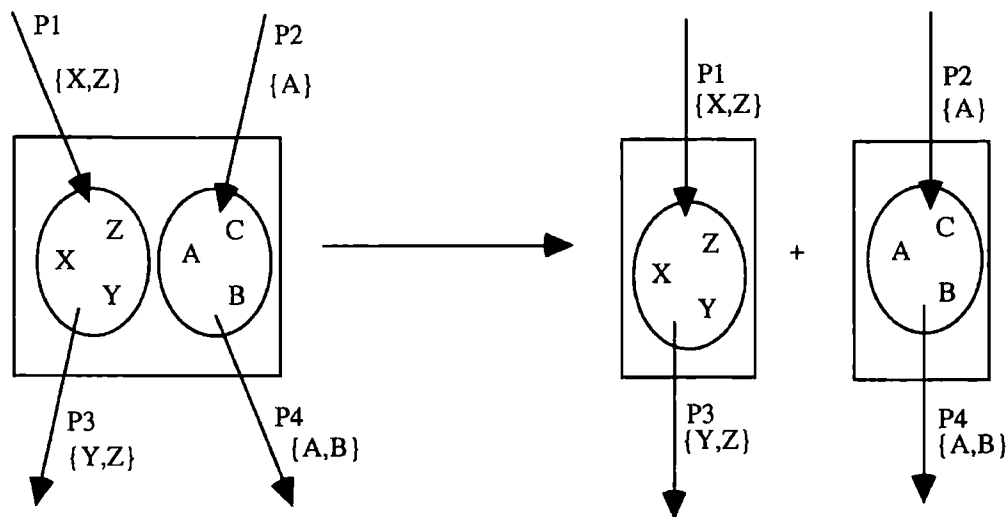 P1
{X,Z}
P2
{A}
Z
X
Y
C
A
B
P3
{Y,Z}
P4
{A,B}
P1
{X,Z}
Z
X
Y
P3
{Y,Z}
+
P2
{A}
C
A
B
P4
{A,B}